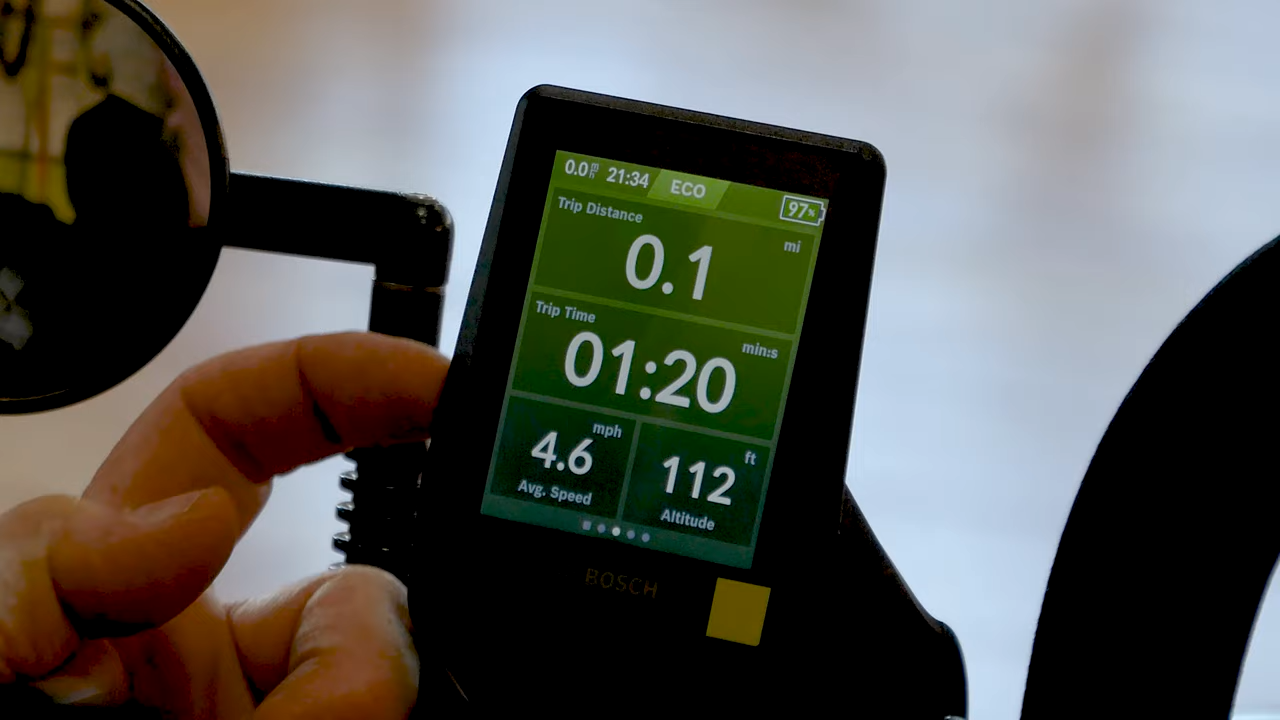 0.0 mph 21:34 ECO 97%
Trip Distance
mi
0.1
Trip Time
min:s
01:20
mph
4.6
Avg. Speed
ft
112
Altitude
BOSCH